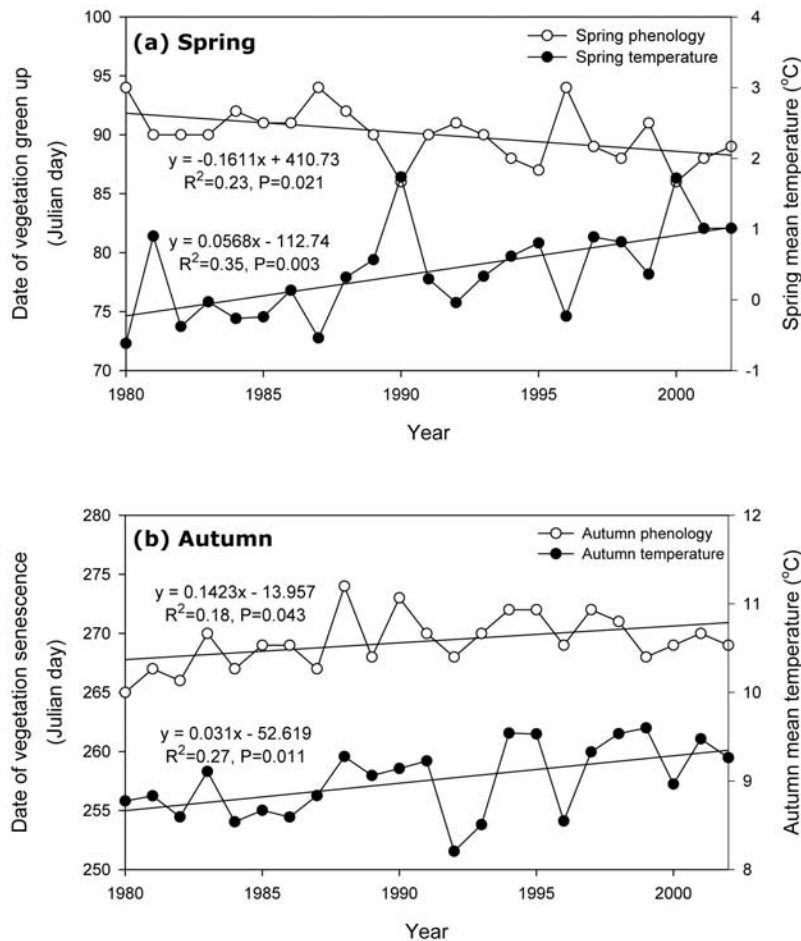 (a) Spring
Spring phenology
Spring temperature
Date of vegetation green up
(Julian day)
100
95
90
85
80
75
70
y = -0.1611x + 410.73
R²=0.23, P=0.021
y = 0.0568x - 112.74
R²=0.35, P=0.003
4
3
2
1
0
-1
Spring mean temperature (°C)
1980
1985
1990
1995
2000
Year
(b) Autumn
Autumn phenology
Autumn temperature
Date of vegetation senescence
(Julian day)
280
275
270
265
260
255
250
y = 0.1423x - 13.957
R²=0.18, P=0.043
y = 0.031x - 52.619
R²=0.27, P=0.011
12
11
10
9
8
Autumn mean temperature (°C)
1980
1985
1990
1995
2000
Year